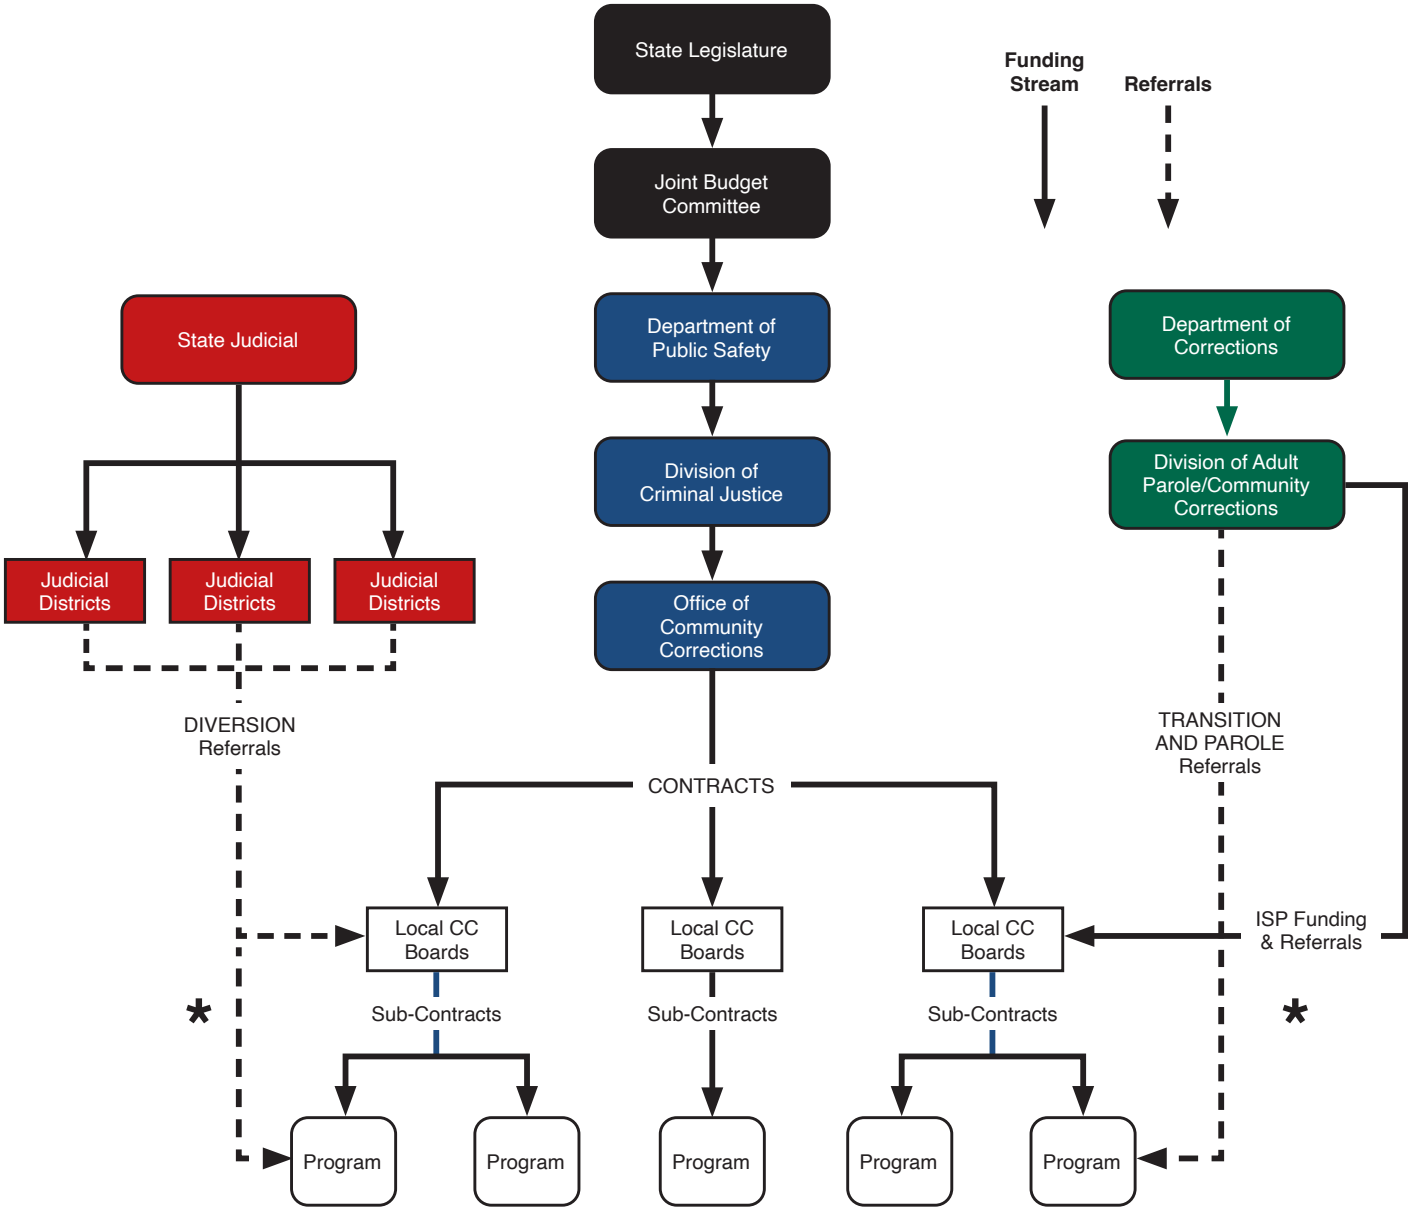 State Legislature
Funding
Stream
Referrals
Joint Budget
Committee
State Judicial
Department of
Public Safety
Department of
Corrections
Division of
Criminal Justice
Division of Adult
Parole/Community
Corrections
Judicial
Districts
Judicial
Districts
Judicial
Districts
Office of
Community
Corrections
DIVERSION
Referrals
TRANSITION
AND PAROLE
Referrals
CONTRACTS
Local CC
Boards
Local CC
Boards
Local CC
Boards
ISP Funding
& Referrals
*
Sub-Contracts
Sub-Contracts
Sub-Contracts
*
Program
Program
Program
Program
Program